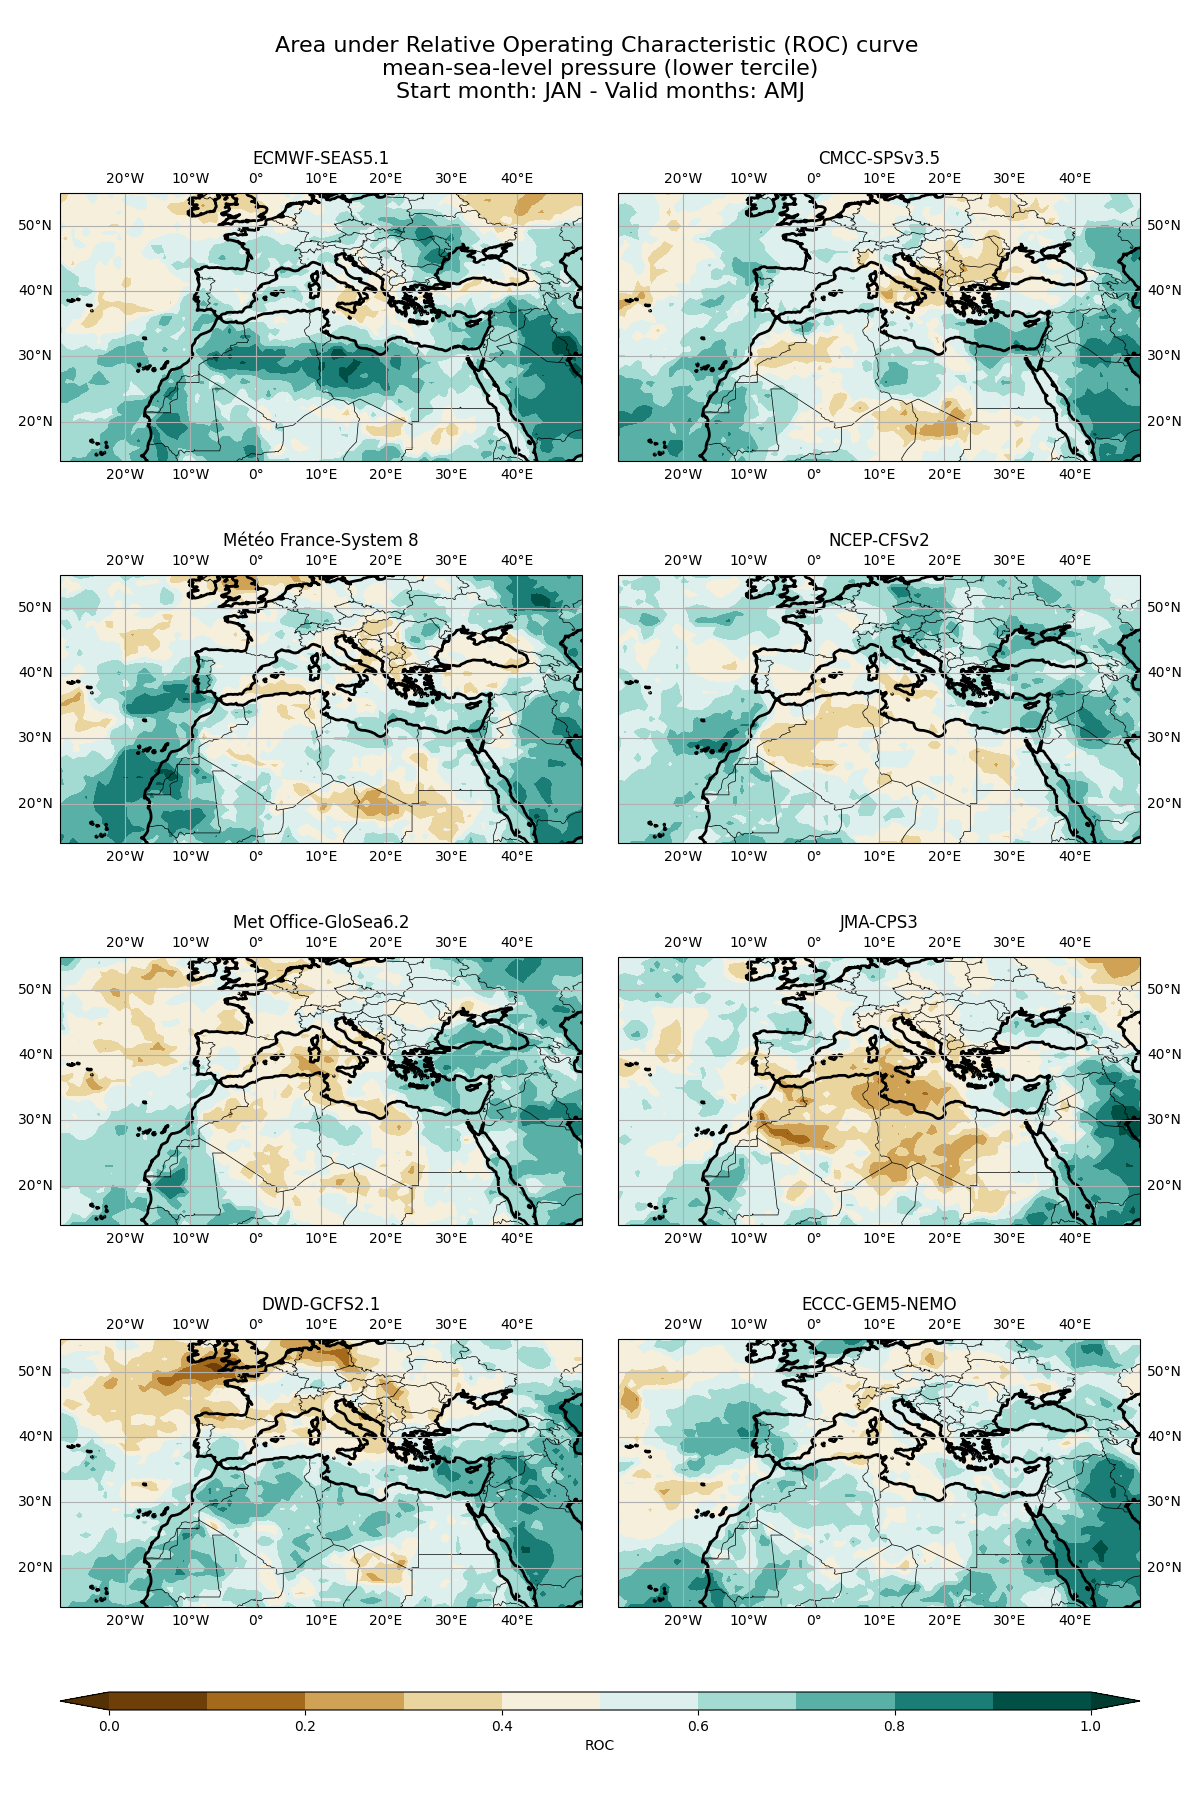 Area under Relative Operating Characteristic (ROC) curve
mean-sea-level pressure (lower tercile)
Start month: JAN - Valid months: AMJ
ECMWF-SEAS5.1
CMCC-SPSv3.5
20°W 10°W 0° 10°E 20°E 30°E 40°E
20°W 10°W 0° 10°E 20°E 30°E 40°E
50°N
50°N
40°N
40°N
30°N
30°N
20°N
20°N
20°W 10°W 0° 10°E 20°E 30°E 40°E
20°W 10°W 0° 10°E 20°E 30°E 40°E
Météo France-System 8
NCEP-CFSv2
20°W 10°W 0° 10°E 20°E 30°E 40°E
20°W 10°W 0° 10°E 20°E 30°E 40°E
50°N
50°N
40°N
40°N
30°N
30°N
20°N
20°N
20°W 10°W 0° 10°E 20°E 30°E 40°E
20°W 10°W 0° 10°E 20°E 30°E 40°E
Met Office-GloSea6.2
JMA-CPS3
20°W 10°W 0° 10°E 20°E 30°E 40°E
20°W 10°W 0° 10°E 20°E 30°E 40°E
50°N
50°N
40°N
40°N
30°N
30°N
20°N
20°N
20°W 10°W 0° 10°E 20°E 30°E 40°E
20°W 10°W 0° 10°E 20°E 30°E 40°E
DWD-GCFS2.1
ECCC-GEM5-NEMO
20°W 10°W 0° 10°E 20°E 30°E 40°E
20°W 10°W 0° 10°E 20°E 30°E 40°E
50°N
50°N
40°N
40°N
30°N
30°N
20°N
20°N
20°W 10°W 0° 10°E 20°E 30°E 40°E
20°W 10°W 0° 10°E 20°E 30°E 40°E
0.0 0.2 0.4 0.6 0.8 1.0
ROC